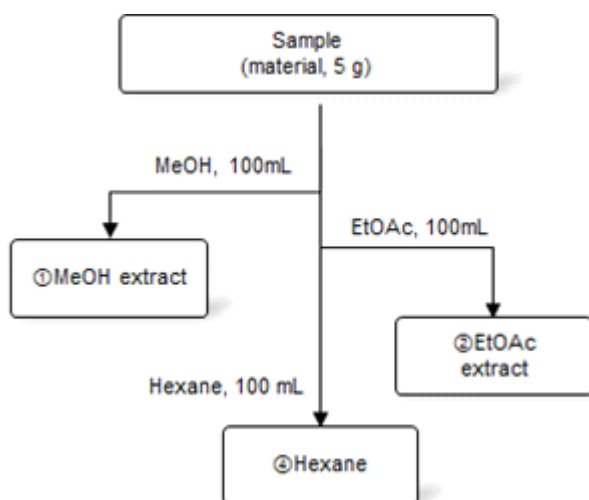 Sample
(material, 5 g)
MeOH, 100mL
EtOAc, 100mL
①MeOH extract
②EtOAc
extract
Hexane, 100 mL
④Hexane